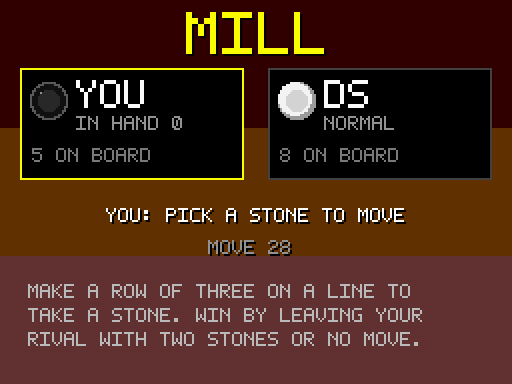 MILL
YOU
IN HAND 0
5 ON BOARD
DS
NORMAL
8 ON BOARD
YOU: PICK A STONE TO MOVE
MOVE 28
MAKE A ROW OF THREE ON A LINE TO
TAKE A STONE. WIN BY LEAVING YOUR
RIVAL WITH TWO STONES OR NO MOVE.